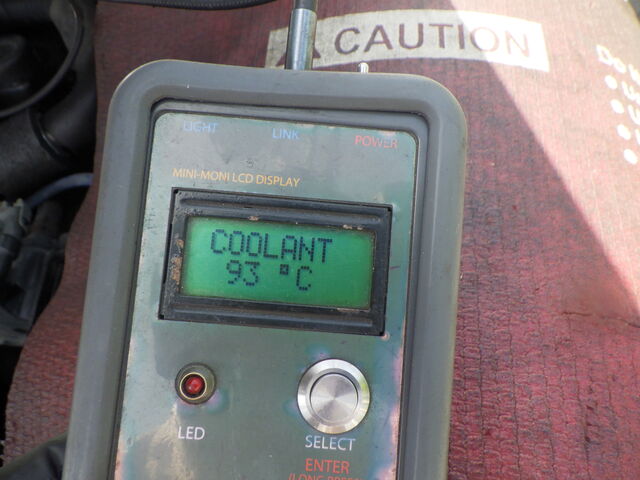 CAUTION
LIGHT LINK POWER
MINI-MONI LCD DISPLAY
COOLANT
93 °C
LED
SELECT
ENTER